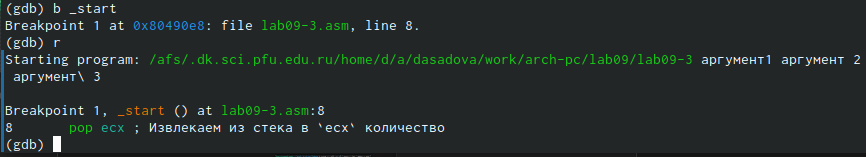 (gdb) b _start
Breakpoint 1 at 0x80490e8: file lab09-3.asm, line 8.
(gdb) r
Starting program: /afs/.dk.sci.pfu.edu.ru/home/d/a/dasadova/work/arch-pc/lab09/lab09-3 аргумент1 аргумент 2
аргумент\ 3
Breakpoint 1, _start () at lab09-3.asm:8
8 pop ecx ; Извлекаем из стека в `ecx` количество
(gdb)